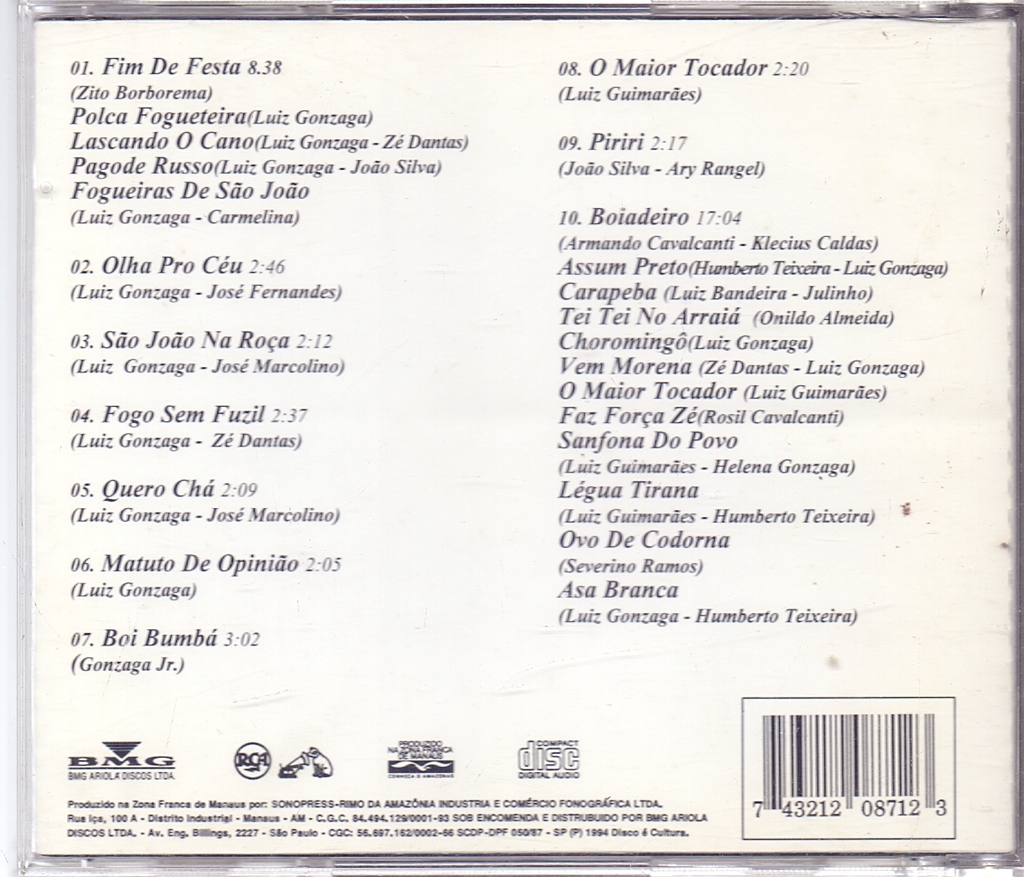 01. Fim De Festa 8.38
(Zito Borborema)
Polca Fogueteira(Luiz Gonzaga)
Lascando O Cano(Luiz Gonzaga - Zé Dantas)
Pagode Russo(Luiz Gonzaga - João Silva)
Fogueiras De São João
(Luiz Gonzaga - Carmelina)
02. Olha Pro Céu 2:46
(Luiz Gonzaga - José Fernandes)
03. São João Na Roça 2:12
(Luiz Gonzaga - José Marcolino)
04. Fogo Sem Fuzil 2:37
(Luiz Gonzaga - Zé Dantas)
05. Quero Chá 2:09
(Luiz Gonzaga - José Marcolino)
06. Matuto De Opinião 2:05
(Luiz Gonzaga)
07. Boi Bumbá 3:02
(Gonzaga Jr.)
08. O Maior Tocador 2:20
(Luiz Guimarães)
09. Piriri 2:17
(João Silva - Ary Rangel)
10. Boiadeiro 17:04
(Armando Cavalcanti - Klecius Caldas)
Assum Preto(Humberto Teixeira - Luiz Gonzaga)
Carapeba (Luiz Bandeira - Julinho)
Tei Tei No Arraiá (Onildo Almeida)
Choromingô(Luiz Gonzaga)
Vem Morena (Zé Dantas - Luiz Gonzaga)
O Maior Tocador (Luiz Guimarães)
Faz Força Zé(Rosil Cavalcanti)
Sanfona Do Povo
(Luiz Guimarães - Helena Gonzaga)
Légua Tirana
(Luiz Guimarães - Humberto Teixeira)
Ovo De Codorna
(Severino Ramos)
Asa Branca
(Luiz Gonzaga - Humberto Teixeira)
BMG
BMG ARIOLA DISCOS LTDA.
RCA
PRODUZIDO
NA ZONA FRANCA
DE MANAUS
CONHEÇA O AMAZONAS
COMPACT
disc
DIGITAL AUDIO
Produzido na Zona Franca de Manaus por: SONOPRESS-RIMO DA AMAZÔNIA INDUSTRIA E COMÉRCIO FONOGRÁFICA LTDA.
Rua Iça, 100 A - Distrito Industrial - Manaus - AM - C.G.C. 84.494.129/0001-93 SOB ENCOMENDA E DISTRIBUIDO POR BMG ARIOLA
DISCOS LTDA. - Av. Eng. Billings, 2227 - São Paulo - CGC: 56.697.162/0002-66 SCDP-DPF 050/87 - SP (P) 1994 Disco é Cultura.
7 43212 08712 3